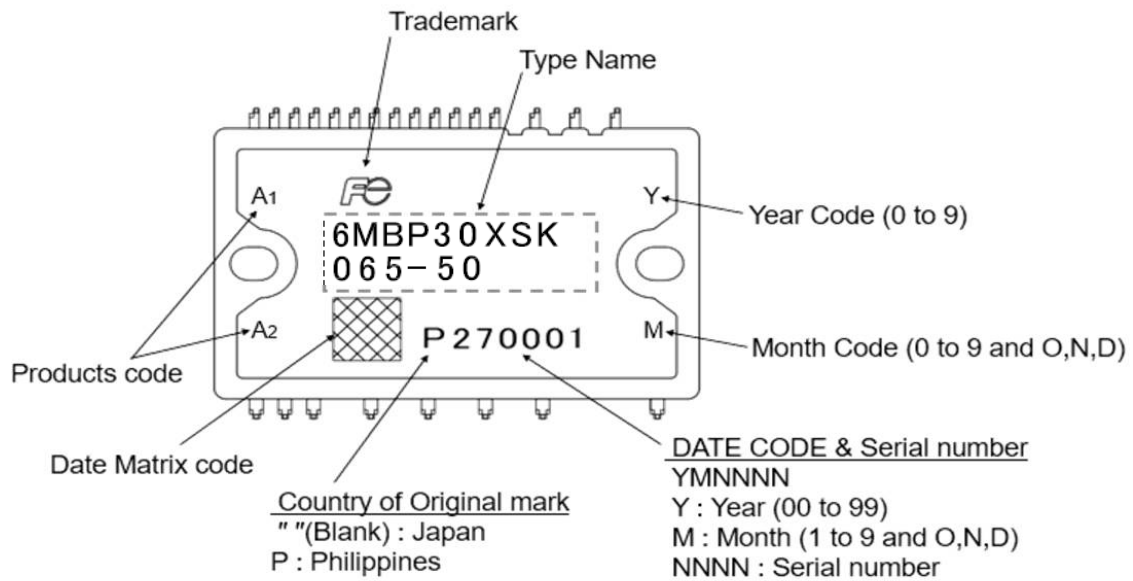 Trademark
Type Name
Fe
A1
Y
Year Code (0 to 9)
6MBP30XSK
065-50
A2
P270001
M
Month Code (0 to 9 and O,N,D)
Products code
Date Matrix code
DATE CODE & Serial number
YMNNNN
Y : Year (00 to 99)
M : Month (1 to 9 and O,N,D)
NNNN : Serial number
Country of Original mark
" "(Blank) : Japan
P : Philippines